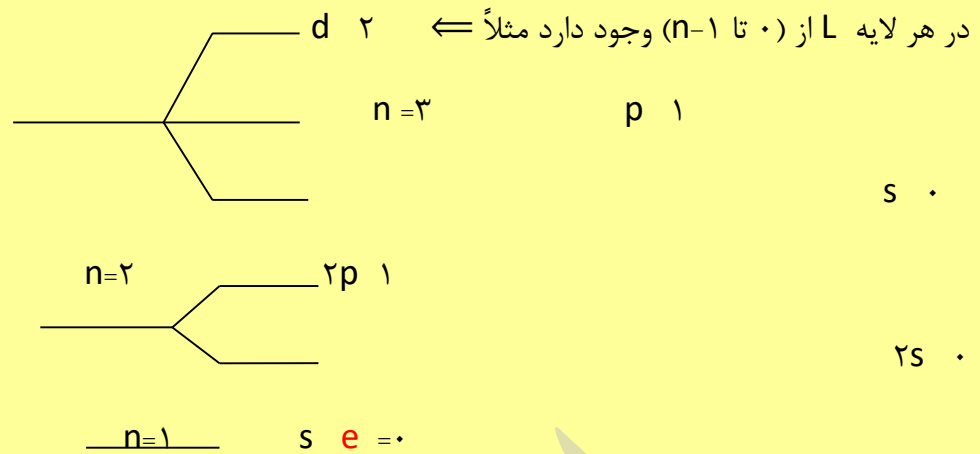 در هر لایه L از (۰ تا n-۱) وجود دارد مثلاً ⟸ d ۲
n =۳ p ۱
s ۰
n=۲ ۲p ۱
۲s ۰
n=۱ s e =۰